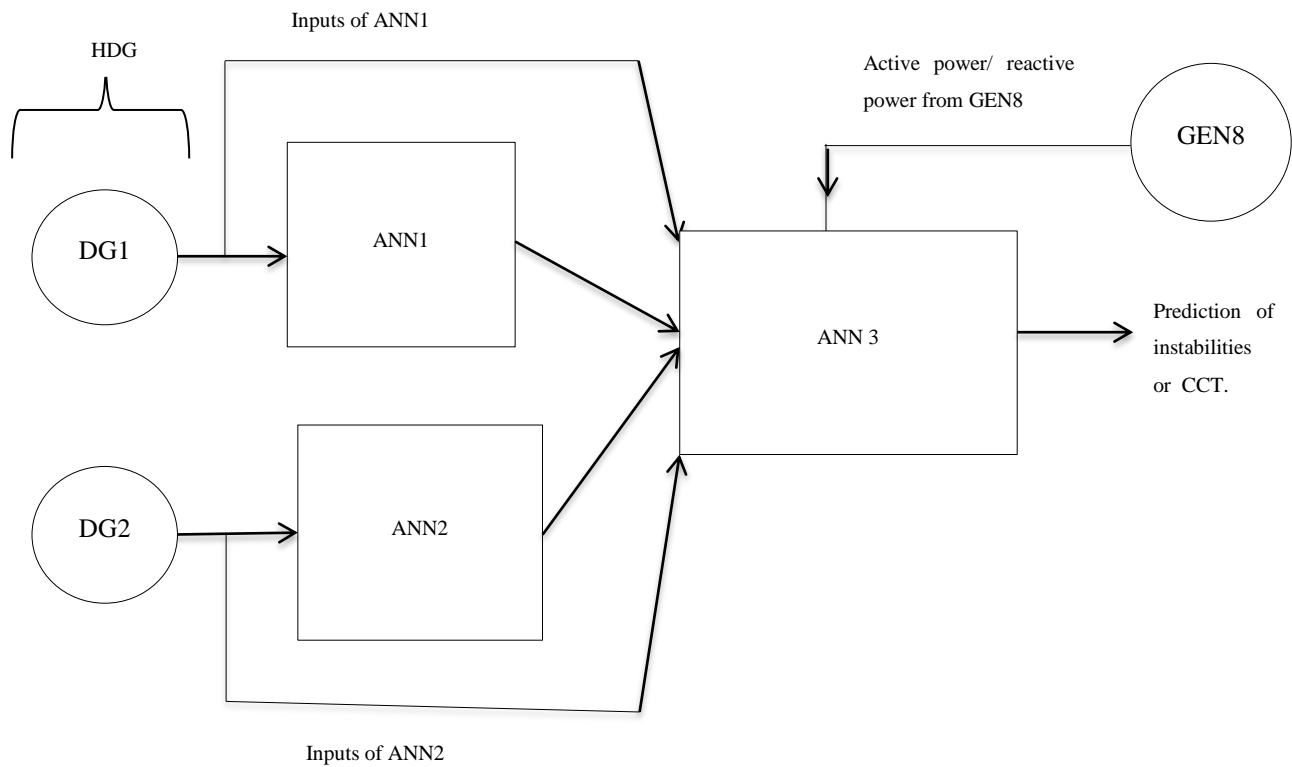 Inputs of ANN1
HDG
Active power/ reactive
power from GEN8
GEN8
DG1
ANN1
ANN 3
Prediction of
instabilities
or CCT.
DG2
ANN2
Inputs of ANN2